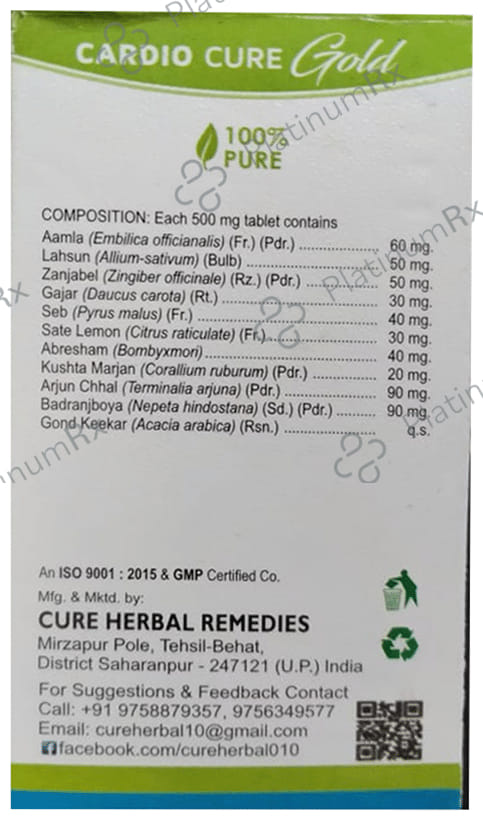 CARDIO CURE Gold
100%
PURE
COMPOSITION: Each 500 mg tablet contains
Aamla (Embilica officianalis) (Fr.) (Pdr.) .................... 60 mg.
Lahsun (Allium-sativum) (Bulb) ................................ 50 mg.
Zanjabel (Zingiber officinale) (Rz.) (Pdr.) .................. 50 mg.
Gajar (Daucus carota) (Rt.) ..................................... 30 mg.
Seb (Pyrus malus) (Fr.) .......................................... 40 mg.
Sate Lemon (Citrus raticulate) (Fr.)......................... 30 mg.
Abresham (Bombyxmori)........................................ 40 mg.
Kushta Marjan (Corallium ruburum) (Pdr.) ............... 20 mg.
Arjun Chhal (Terminalia arjuna) (Pdr.) ..................... 90 mg.
Badranjboya (Nepeta hindostana) (Sd.) (Pdr.) ......... 90 mg.
Gond Keekar (Acacia arabica) (Rsn.) ...................... q.s.
An ISO 9001 : 2015 & GMP Certified Co.
Mfg. & Mktd. by:
CURE HERBAL REMEDIES
Mirzapur Pole, Tehsil-Behat,
District Saharanpur - 247121 (U.P.) India
For Suggestions & Feedback Contact
Call: +91 9758879357, 9756349577
Email: cureherbal10@gmail.com
facebook.com/cureherbal010
PlatinumRx
PlatinumRx
PlatinumRx
Rx
Platin
numRx